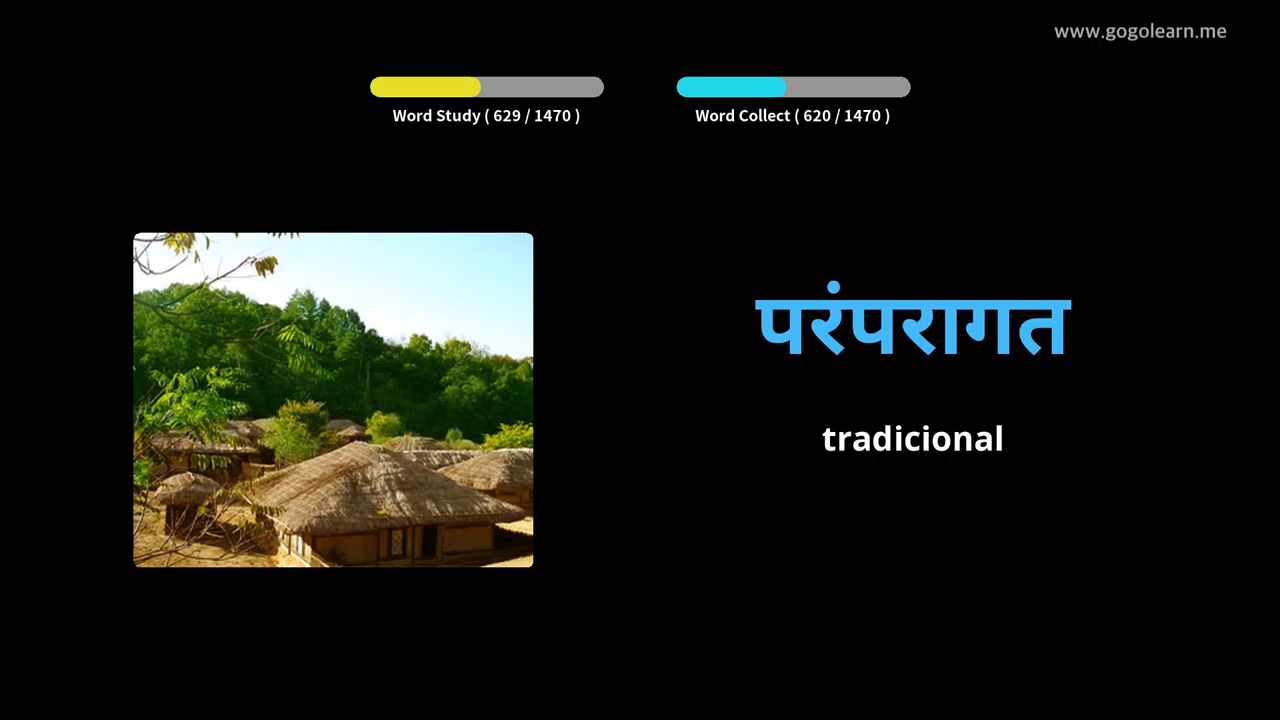 www.gogolearn.me
Word Study ( 629 / 1470 )
Word Collect ( 620 / 1470 )
परंपरागत
tradicional